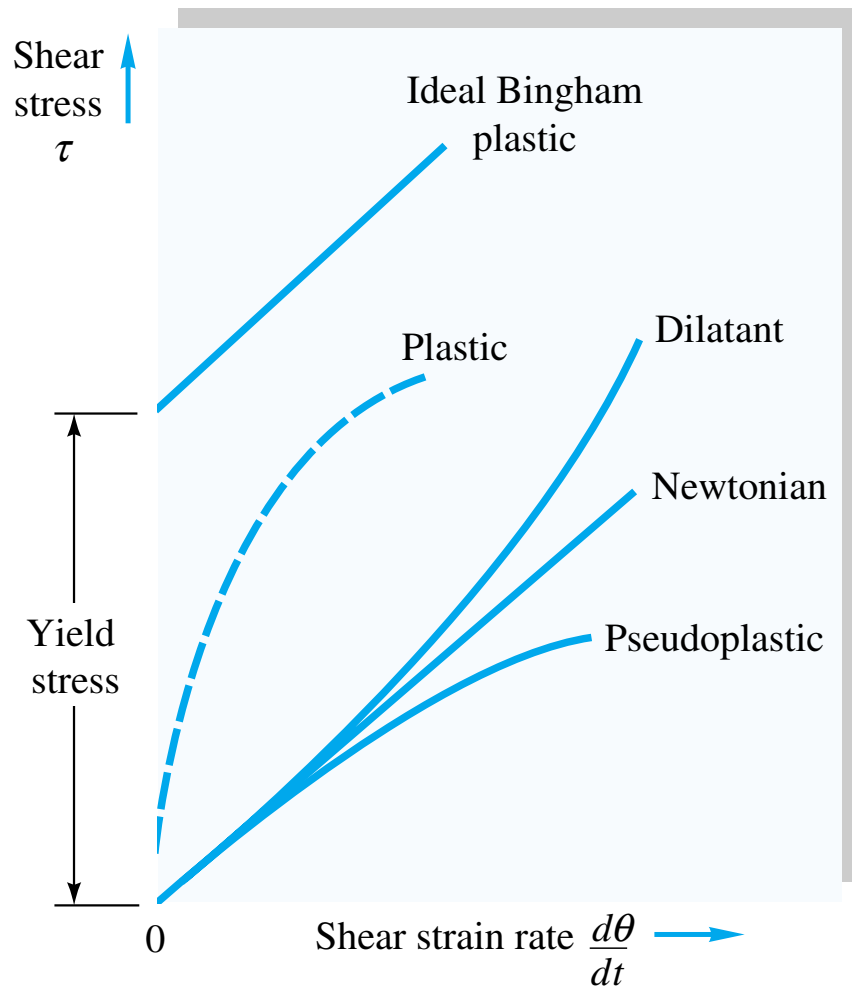 Shear
stress
τ
Ideal Bingham
plastic
Plastic
Dilatant
Newtonian
Pseudoplastic
Yield
stress
0
Shear strain rate dθ/dt